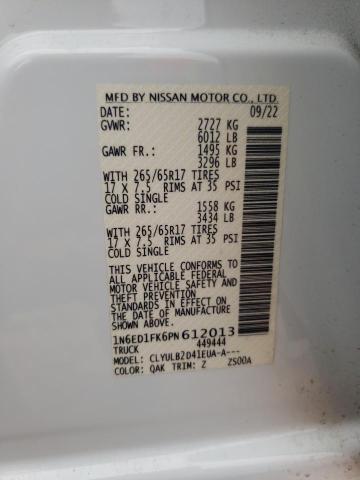 MFD BY NISSAN MOTOR CO., LTD.
DATE: 09/22
GVWR: 2727 KG
6012 LB
GAWR FR.: 1495 KG
3296 LB
WITH 265/65R17 TIRES
17 X 7.5 RIMS AT 35 PSI
COLD SINGLE
GAWR RR.: 1558 KG
3434 LB
WITH 265/65R17 TIRES
17 X 7.5 RIMS AT 35 PSI
COLD SINGLE
THIS VEHICLE CONFORMS TO
ALL APPLICABLE FEDERAL
MOTOR VEHICLE SAFETY
AND THEFT PREVENTION
STANDARDS IN EFFECT ON
THE DATE OF MANUFACTURE
SHOWN ABOVE
1N6ED1FK6PN612013
TRUCK 449444
MODEL: CLYULB2D41EUA-A---
COLOR: QAK TRIM: Z ZS00A